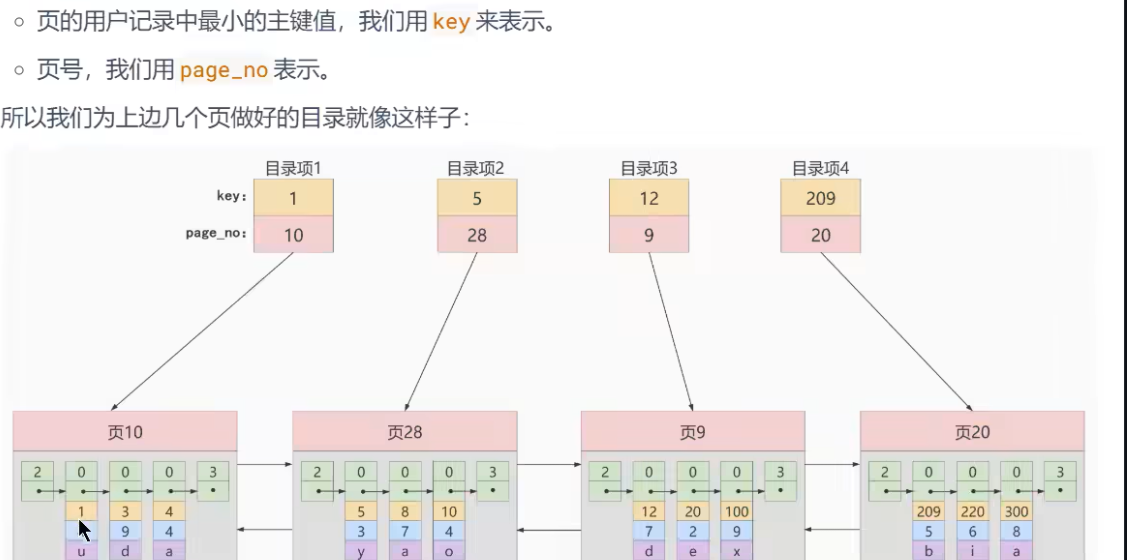 页的用户记录中最小的主键值，我们用 key 来表示。
页号，我们用 page_no 表示。
所以我们为上边几个页做好的目录就像这样子：
目录项1 目录项2 目录项3 目录项4
key: 1 5 12 209
page_no: 10 28 9 20
页10 页28 页9 页20
2 0 0 0 3 2 0 0 0 3 2 0 0 0 3 2 0 0 0 3
1 3 4 5 8 10 12 20 100 209 220 300
9 4 3 7 4 7 2 9 5 6 8
u d a y a o d e x b i a